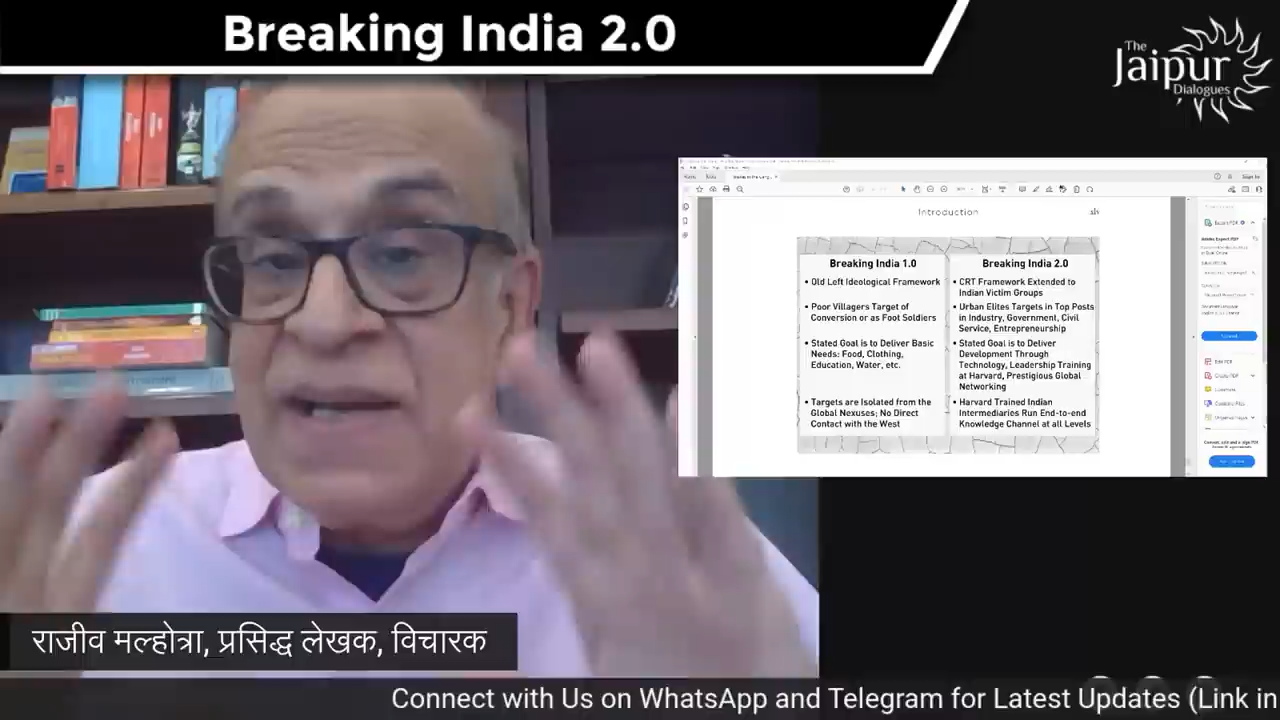 Breaking India 2.0
The
Jaipur
Dialogues
Introduction
xlv
Breaking India 1.0
• Old Left Ideological Framework
• Poor Villagers Target of
Conversion or as Foot Soldiers
• Stated Goal is to Deliver Basic
Needs: Food, Clothing,
Education, Water, etc.
• Targets are Isolated from the
Global Nexuses; No Direct
Contact with the West
Breaking India 2.0
• CRT Framework Extended to
Indian Victim Groups
• Urban Elites Targets in Top Posts
in Industry, Government, Civil
Service, Entrepreneurship
• Stated Goal is to Deliver
Development Through
Technology, Leadership Training
at Harvard, Prestigious Global
Networking
• Harvard Trained Indian
Intermediaries Run End-to-end
Knowledge Channel at all Levels
राजीव मल्होत्रा, प्रसिद्ध लेखक, विचारक
Connect with Us on WhatsApp and Telegram for Latest Updates (Link in